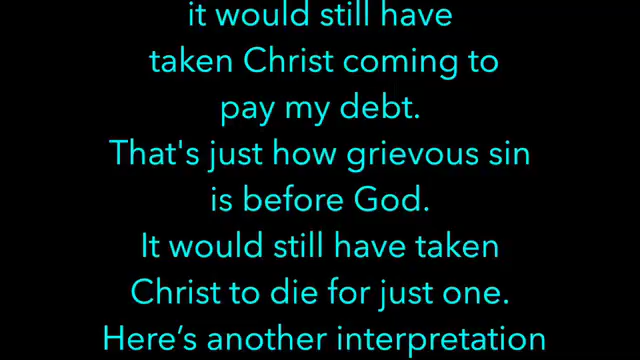 it would still have
taken Christ coming to
pay my debt.
That's just how grievous sin
is before God.
It would still have taken
Christ to die for just one.
Here’s another interpretation